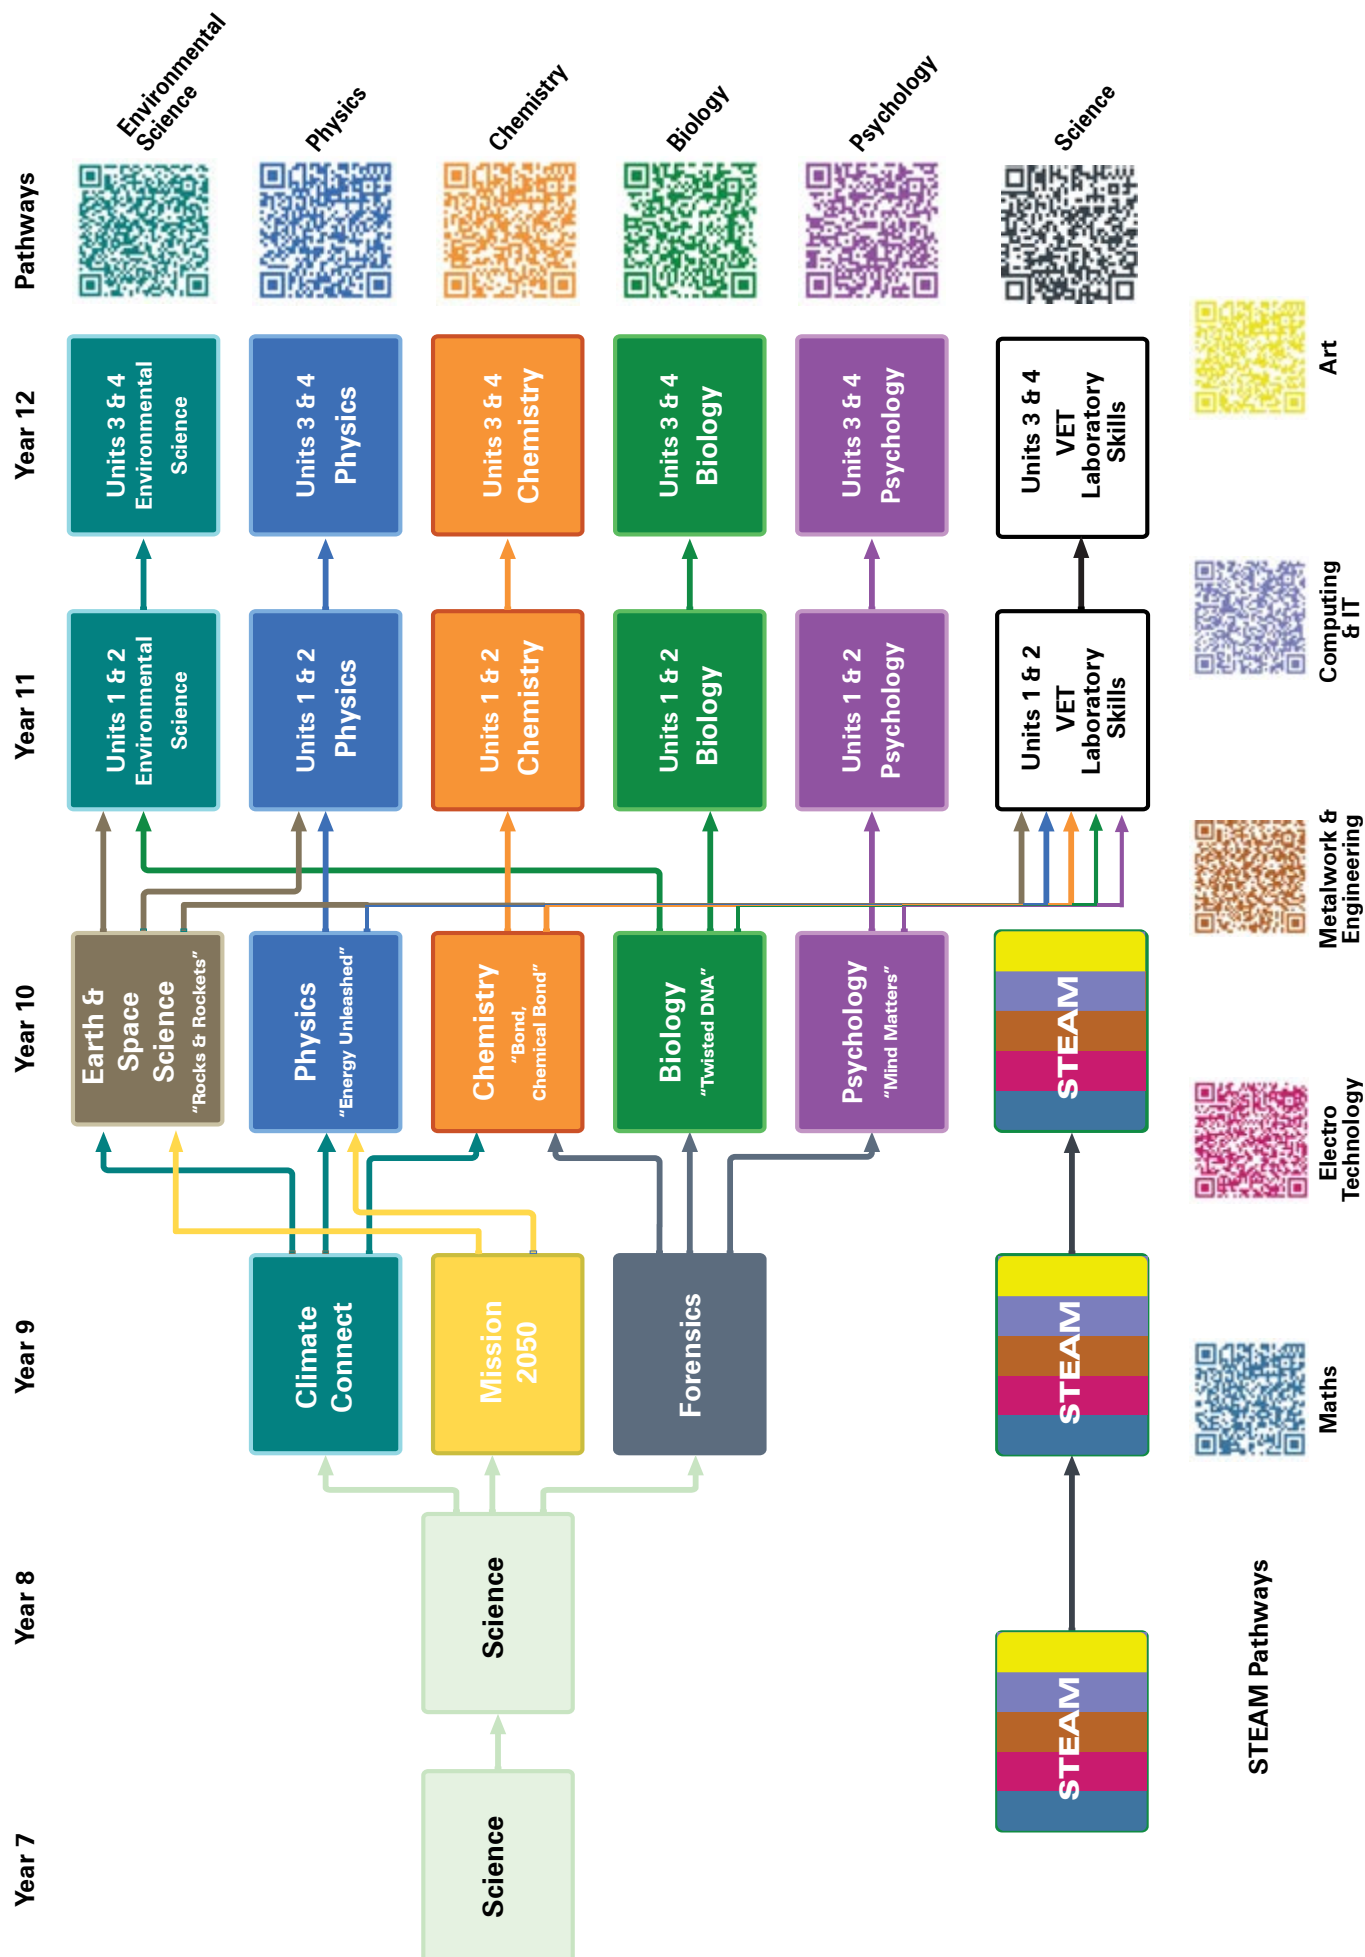 Year 7
Year 8
Year 9
Year 10
Year 11
Year 12
Pathways
Science
Science
Climate
Connect
Mission
2050
Forensics
Earth &
Space
Science
“Rocks & Rockets”
Physics
“Energy Unleashed”
Chemistry
“Bond,
Chemical Bond”
Biology
“Twisted DNA”
Psychology
“Mind Matters”
Units 1 & 2
Environmental
Science
Units 1 & 2
Physics
Units 1 & 2
Chemistry
Units 1 & 2
Biology
Units 1 & 2
Psychology
Units 1 & 2
VET
Laboratory
Skills
Units 3 & 4
Environmental
Science
Units 3 & 4
Physics
Units 3 & 4
Chemistry
Units 3 & 4
Biology
Units 3 & 4
Psychology
Units 3 & 4
VET
Laboratory
Skills
Environmental
Science
Physics
Chemistry
Biology
Psychology
Science
STEAM
STEAM
STEAM
STEAM Pathways
Maths
Electro
Technology
Metalwork &
Engineering
Computing
& IT
Art